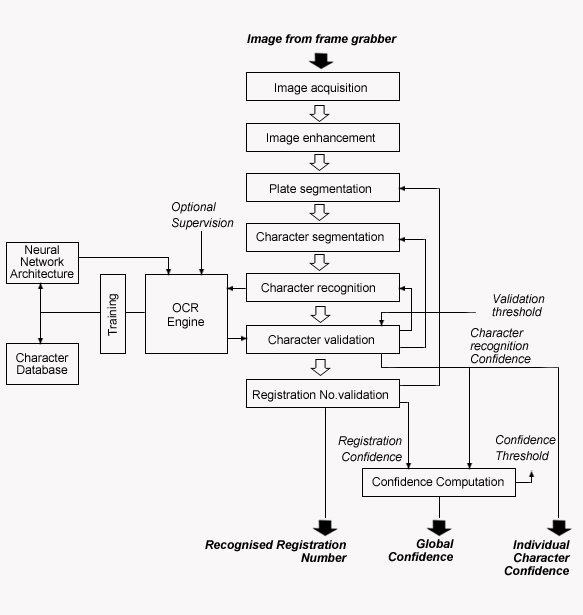 Image from frame grabber
Image acquisition
Image enhancement
Plate segmentation
Optional
Supervision
Character segmentation
Neural
Network
Architecture
Training
OCR
Engine
Character recognition
Validation
threshold
Character validation
Character
recognition
Confidence
Character
Database
Registration No.validation
Registration
Confidence
Confidence
Threshold
Confidence Computation
Recognised Registration
Number
Global
Confidence
Individual
Character
Confidence